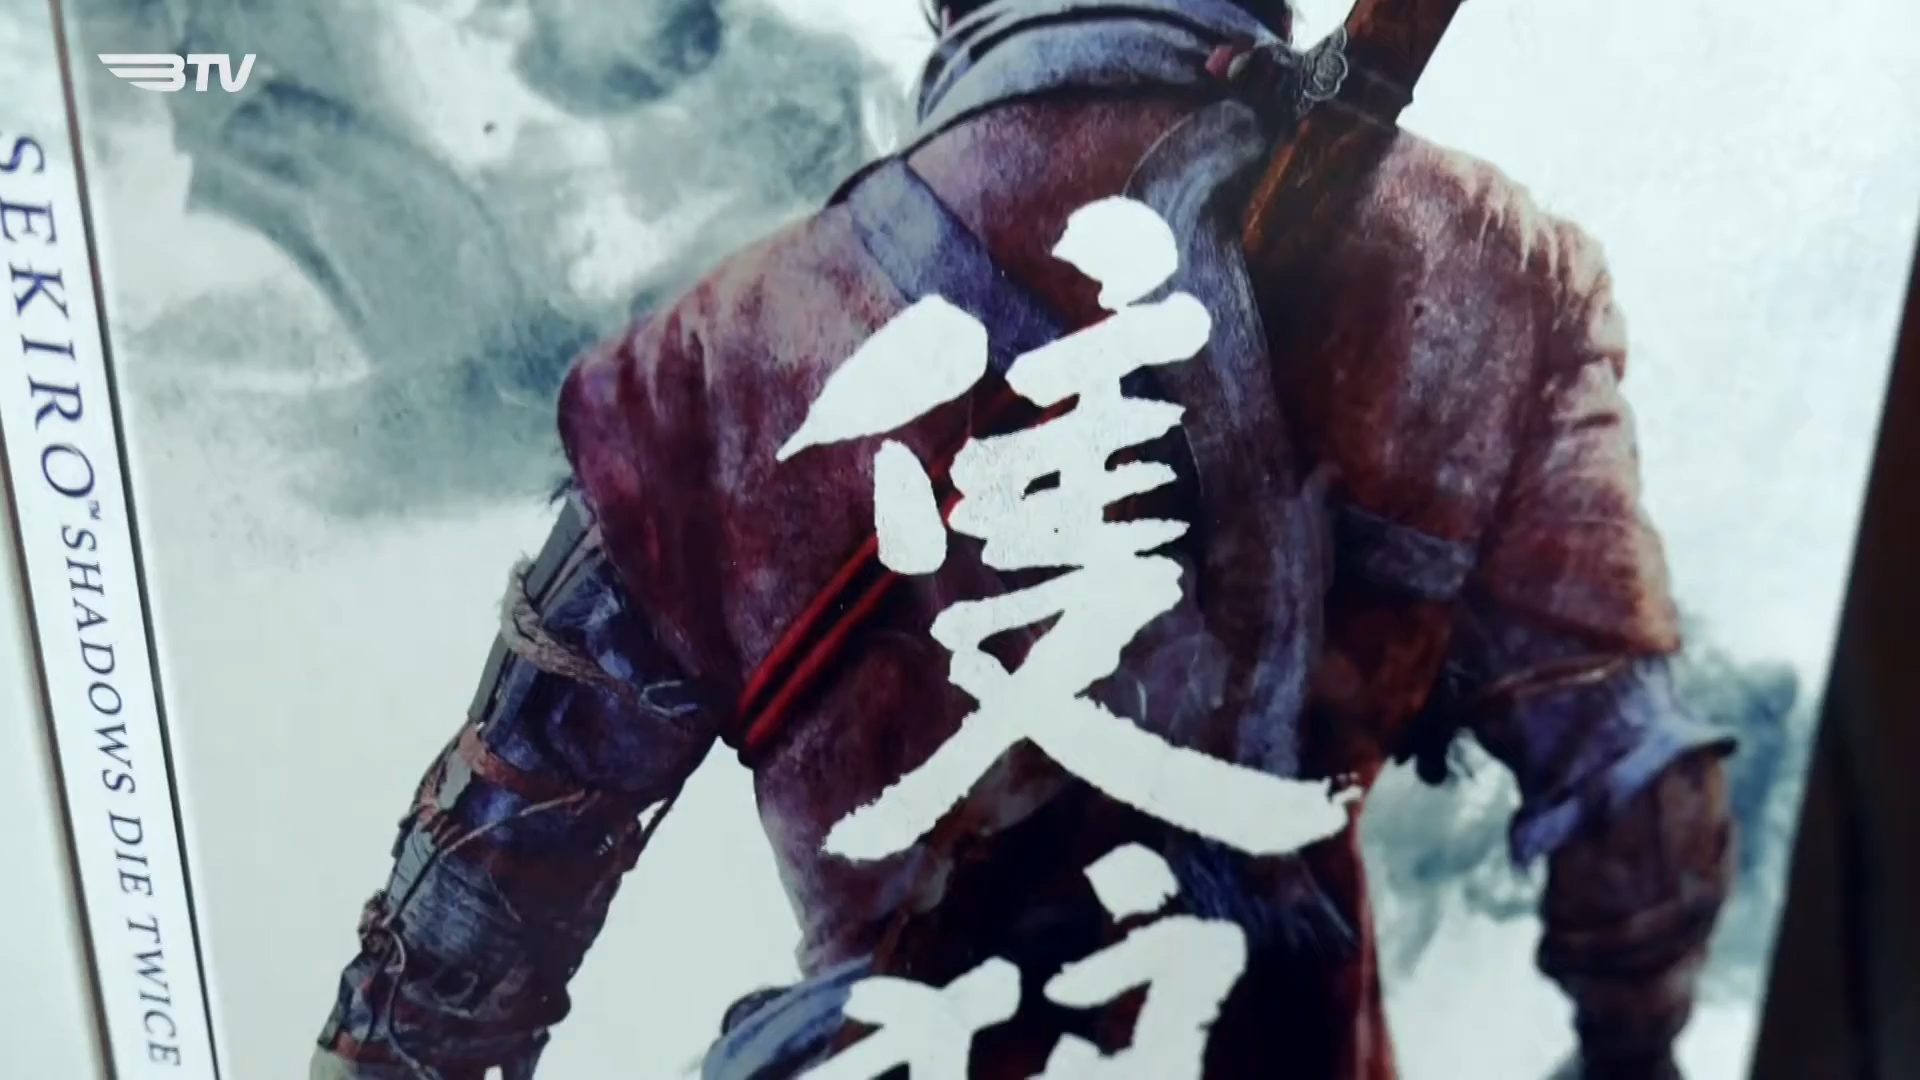 BTV
SEKIRO™ SHADOWS DIE TWICE
隻